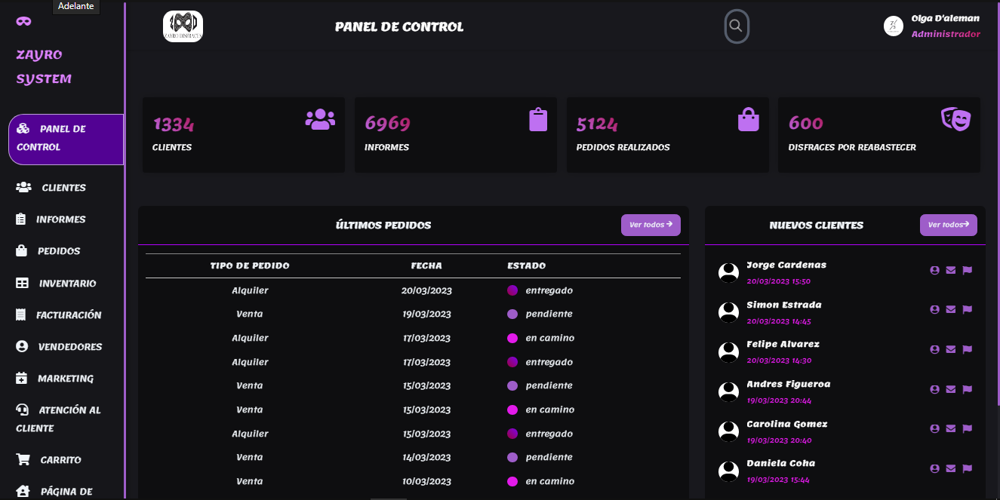 Adelante
ZAYRO
SYSTEM
PANEL DE
CONTROL
CLIENTES
INFORMES
PEDIDOS
INVENTARIO
FACTURACIÓN
VENDEDORES
MARKETING
ATENCIÓN AL
CLIENTE
CARRITO
PÁGINA DE
ZAYRO DISFRACES
PANEL DE CONTROL
Olga D'aleman
Administrador
1334
CLIENTES
6969
INFORMES
5124
PEDIDOS REALIZADOS
600
DISFRACES POR REABASTECER
ÚLTIMOS PEDIDOS
Ver todos
TIPO DE PEDIDO FECHA ESTADO
Alquiler 20/03/2023 entregado
Venta 19/03/2023 pendiente
Alquiler 17/03/2023 en camino
Alquiler 17/03/2023 entregado
Venta 15/03/2023 pendiente
Venta 15/03/2023 en camino
Alquiler 15/03/2023 entregado
Venta 14/03/2023 pendiente
Venta 10/03/2023 en camino
NUEVOS CLIENTES
Ver todos
Jorge Cardenas
20/03/2023 15:50
Simon Estrada
20/03/2023 14:45
Felipe Alvarez
20/03/2023 14:30
Andres Figueroa
19/03/2023 20:44
Carolina Gomez
19/03/2023 20:40
Daniela Coha
19/03/2023 15:44